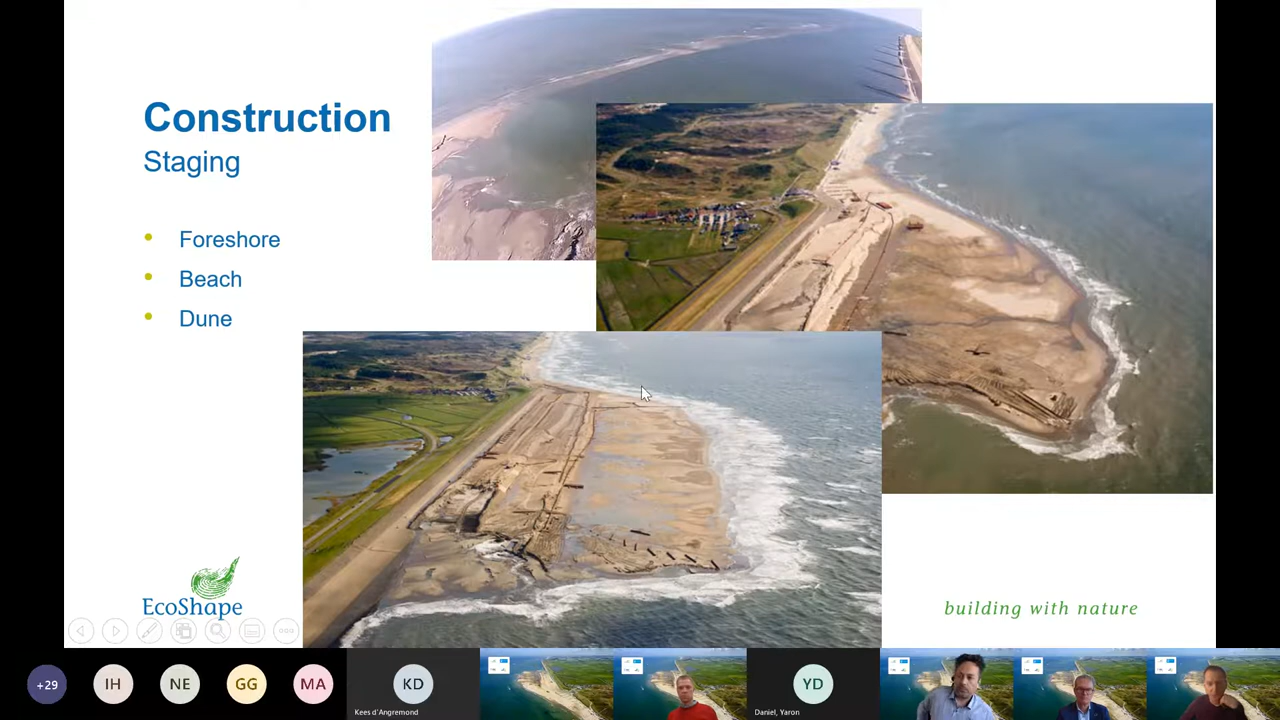 Construction
Staging
Foreshore
Beach
Dune
EcoShape
building with nature
+29
IH
NE
GG
MA
KD
Kees d'Angremond
YD
Daniel, Yaron